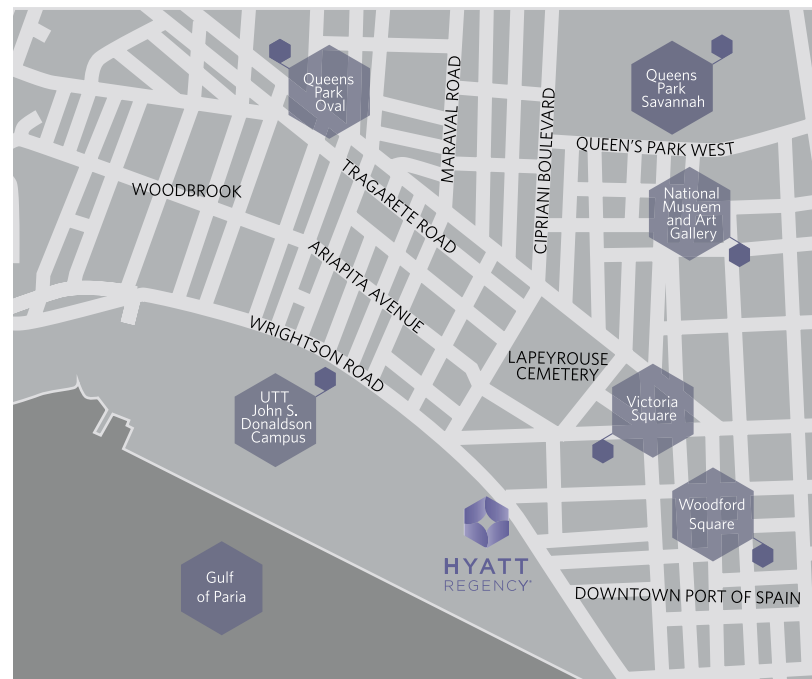 Queens
Park
Oval
MARAVAL ROAD
CIPRIANI BOULEVARD
Queens
Park
Savannah
QUEEN'S PARK WEST
WOODBROOK
TRAGARETE ROAD
National
Musuem
and Art
Gallery
ARIAPITA AVENUE
WRIGHTSON ROAD
LAPEYROUSE
CEMETERY
UTT
John S.
Donaldson
Campus
Victoria
Square
Woodford
Square
HYATT
REGENCY®
Gulf
of Paria
DOWNTOWN PORT OF SPAIN